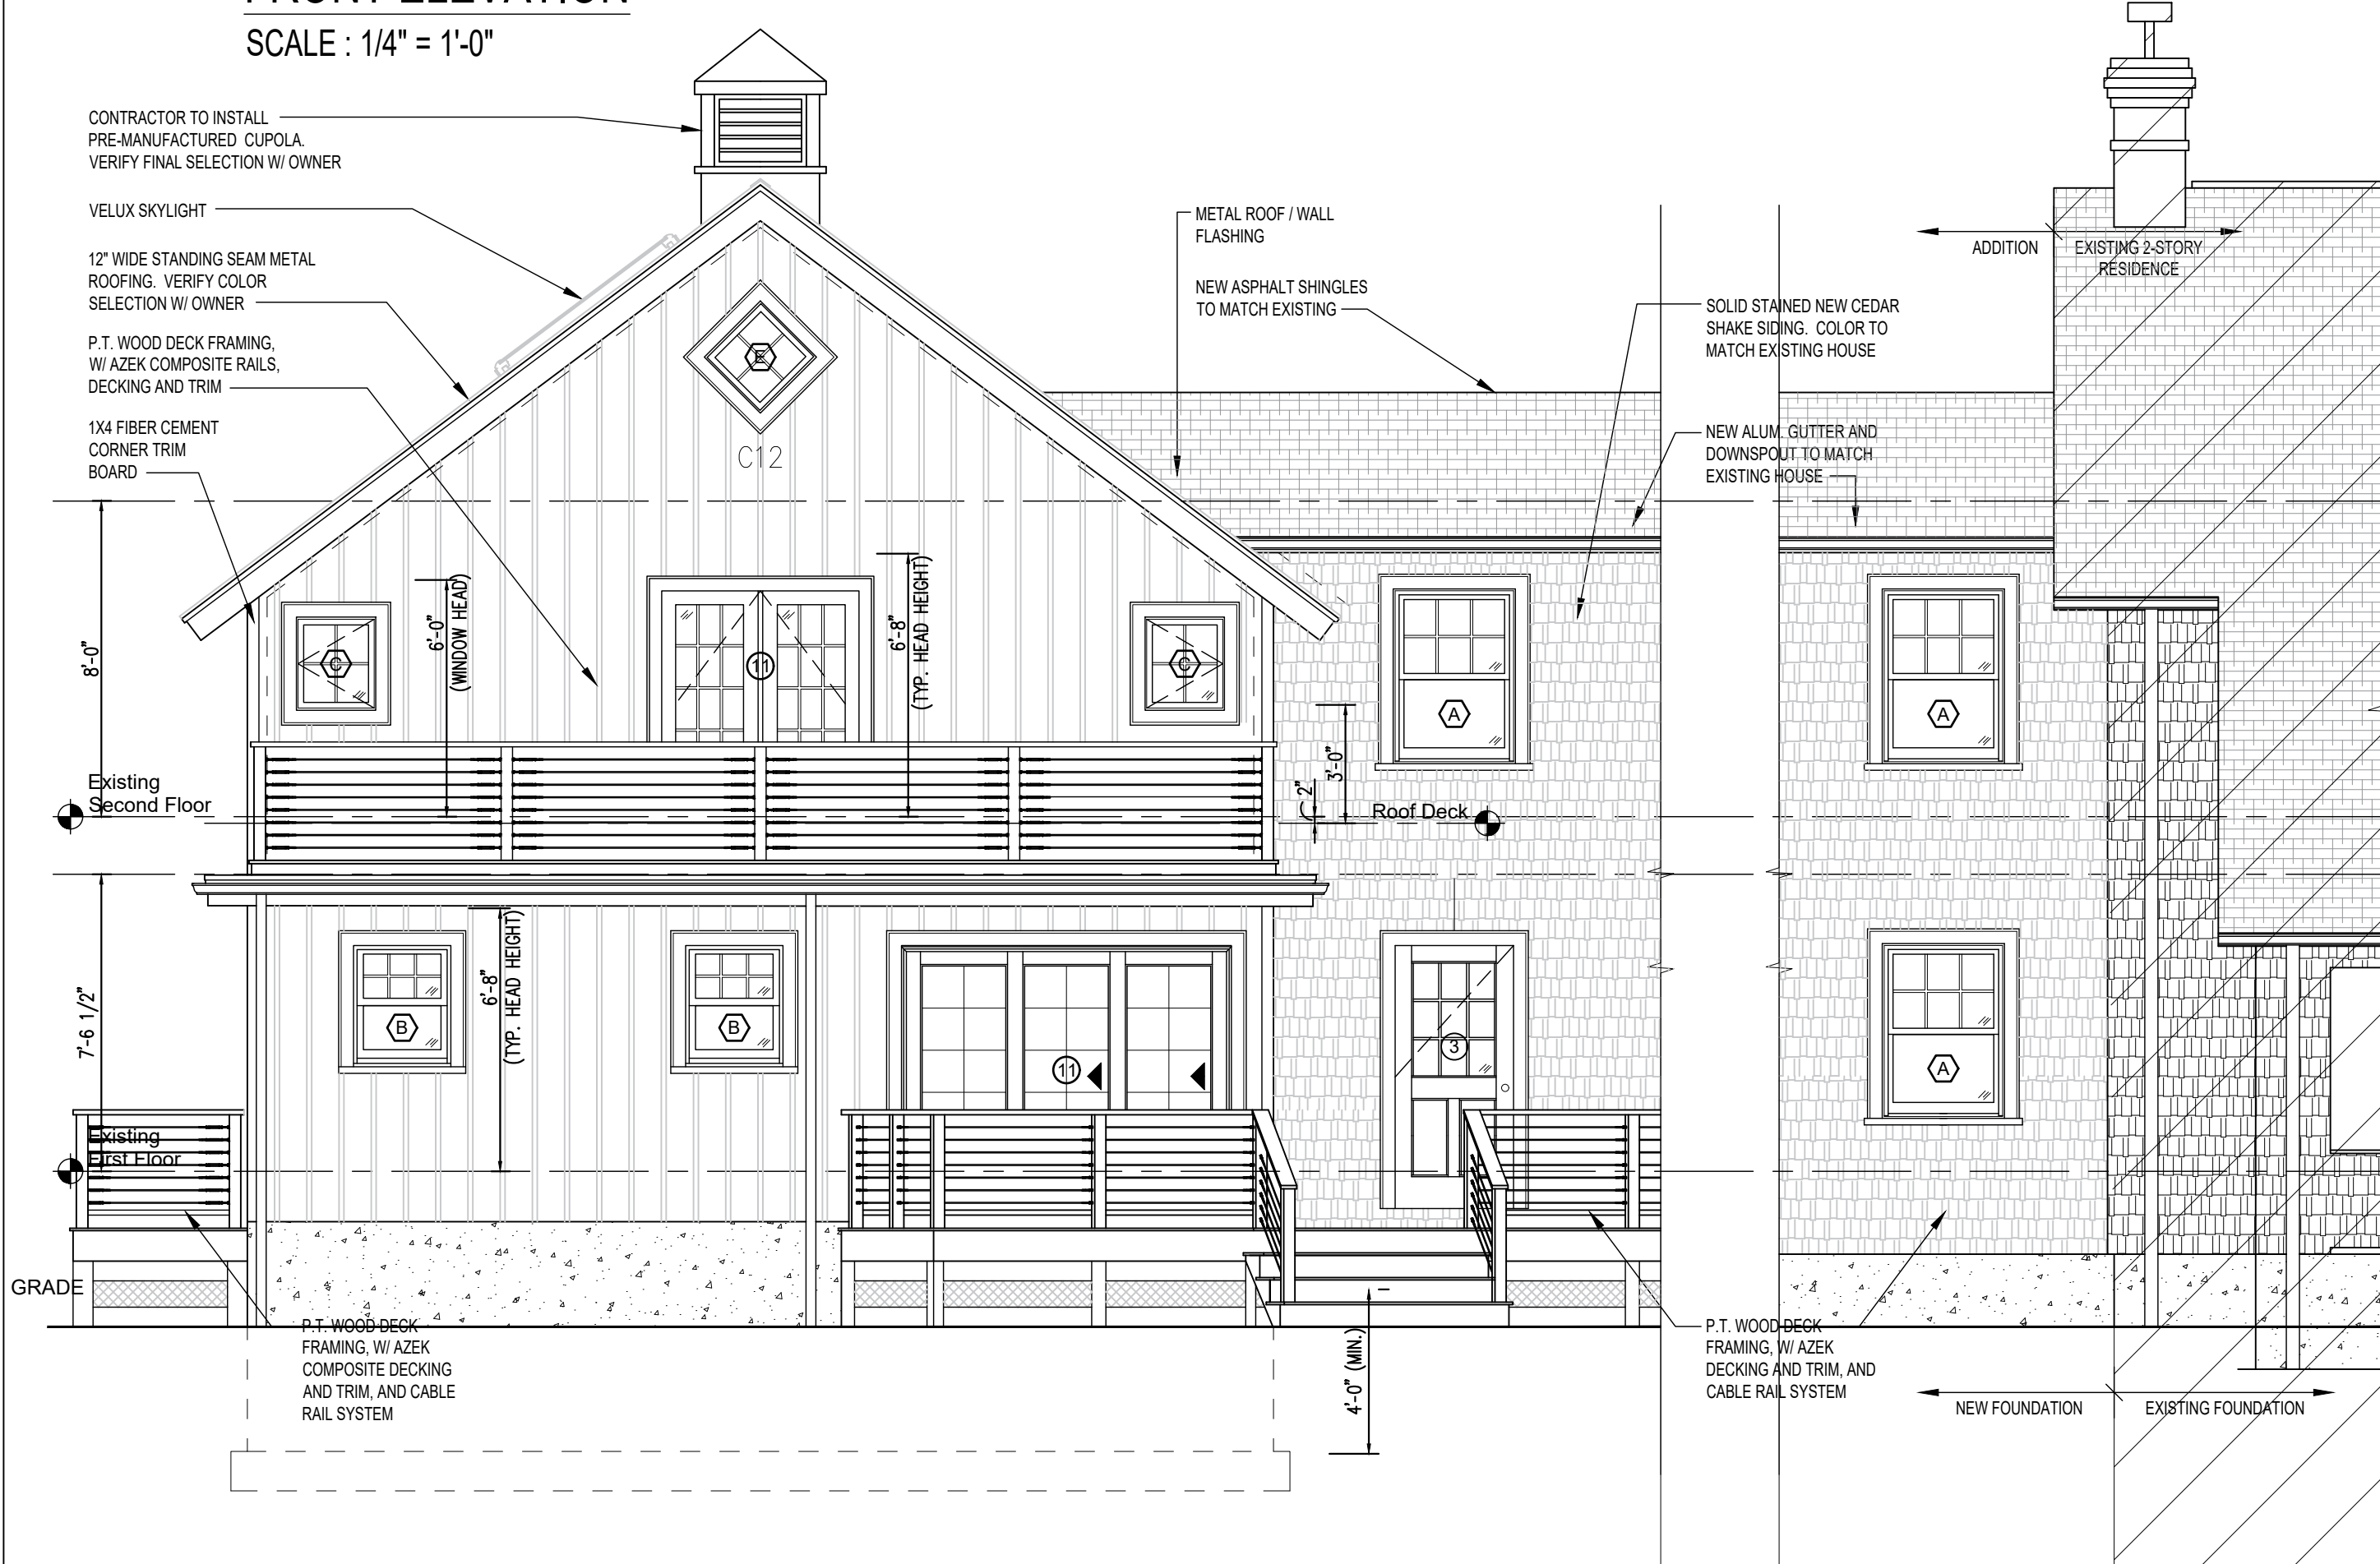 FRONT ELEVATION
SCALE : 1/4" = 1'-0"
CONTRACTOR TO INSTALL
PRE-MANUFACTURED CUPOLA.
VERIFY FINAL SELECTION W/ OWNER
VELUX SKYLIGHT
12" WIDE STANDING SEAM METAL
ROOFING. VERIFY COLOR
SELECTION W/ OWNER
P.T. WOOD DECK FRAMING,
W/ AZEK COMPOSITE RAILS,
DECKING AND TRIM
1X4 FIBER CEMENT
CORNER TRIM
BOARD
METAL ROOF / WALL
FLASHING
NEW ASPHALT SHINGLES
TO MATCH EXISTING
SOLID STAINED NEW CEDAR
SHAKE SIDING. COLOR TO
MATCH EXISTING HOUSE
NEW ALUM. GUTTER AND
DOWNSPOUT TO MATCH
EXISTING HOUSE
ADDITION
EXISTING 2-STORY
RESIDENCE
E
C12
8'-0"
6'-0"
(WINDOW HEAD)
6'-8"
(TYP. HEAD HEIGHT)
C
11
C
A
A
3'-0"
2"
Existing
Second Floor
Roof Deck
7'-6 1/2"
6'-8"
(TYP. HEAD HEIGHT)
B
B
11
3
A
Existing
First Floor
GRADE
P.T. WOOD DECK
FRAMING, W/ AZEK
COMPOSITE DECKING
AND TRIM, AND CABLE
RAIL SYSTEM
4'-0" (MIN.)
P.T. WOOD DECK
FRAMING, W/ AZEK
DECKING AND TRIM, AND
CABLE RAIL SYSTEM
NEW FOUNDATION
EXISTING FOUNDATION